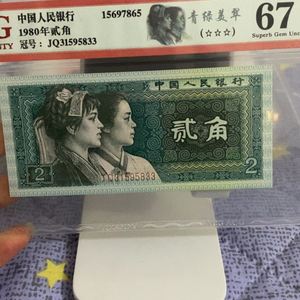 G
NTY
中国人民银行
1980年贰角
冠号: JQ31595833
15697865
青绿美翠
(☆☆☆)
67
Superb Gem Unc
中国人民银行
贰角
JQ31595833
2
2